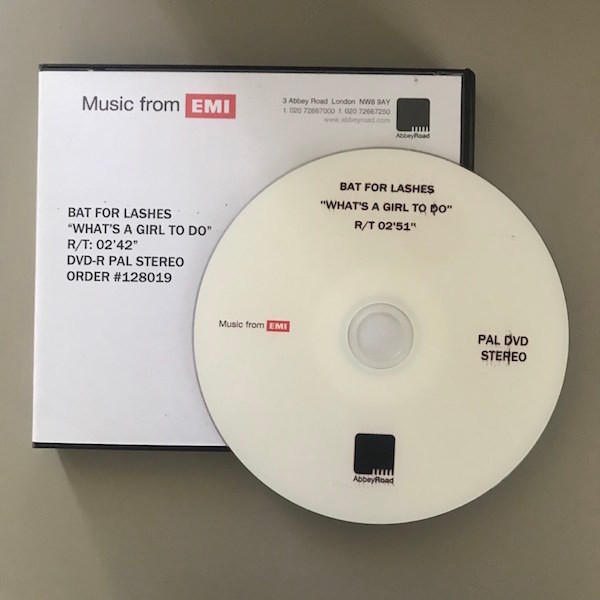 Music from EMI
3 Abbey Road London NW8 9AY
t. 020 72667000 f. 020 72667250
www.abbeyroad.com
AbbeyRoad
BAT FOR LASHES
“WHAT'S A GIRL TO DO”
R/T: 02'42”
DVD-R PAL STEREO
ORDER #128019
BAT FOR LASHES
"WHAT'S A GIRL TO DO"
R/T 02'51"
Music from EMI
PAL DVD
STEREO
AbbeyRoad